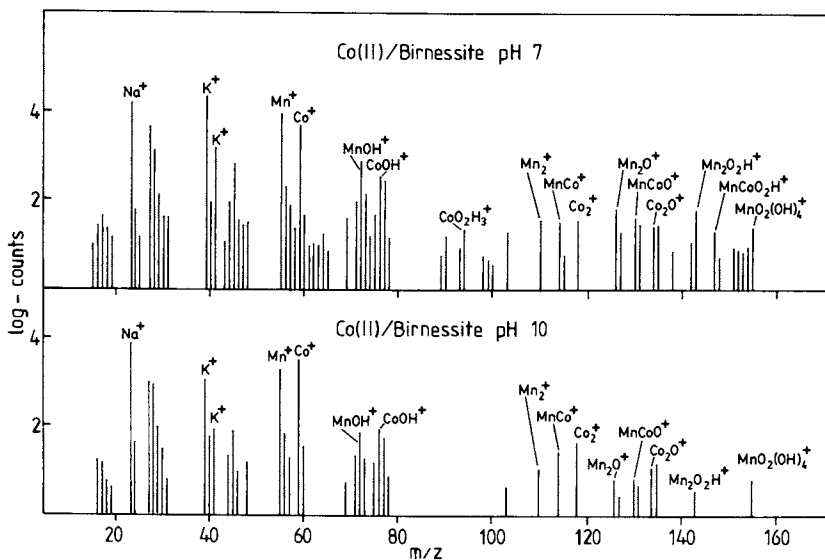 Co(II)/Birnessite pH 7
log-counts
4
2
Na⁺
K⁺
K⁺
Mn⁺
Co⁺
MnOH⁺
CoOH⁺
CoO₂H₃⁺
Mn₂⁺
MnCo⁺
Co₂⁺
Mn₂O⁺
MnCoO⁺
Co₂O⁺
Mn₂O₂H⁺
MnCoO₂H⁺
MnO₂(OH)₄⁺
Co(II)/Birnessite pH 10
4
2
Na⁺
K⁺
K⁺
Mn⁺
Co⁺
MnOH⁺
CoOH⁺
Mn₂⁺
MnCo⁺
Co₂⁺
Mn₂O⁺
MnCoO⁺
Co₂O⁺
Mn₂O₂H⁺
MnO₂(OH)₄⁺
20 40 60 80 100 120 140 160
m/z